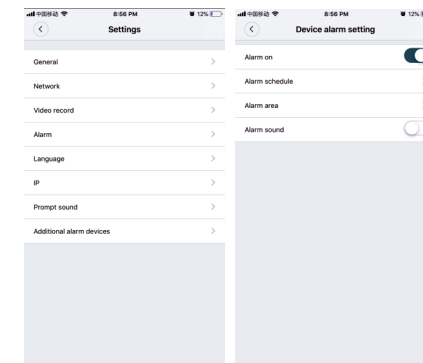 中国移动 8:56 PM 12%
Settings
General
Network
Video record
Alarm
Language
IP
Prompt sound
Additional alarm devices
中国移动 8:56 PM 12%
Device alarm setting
Alarm on
Alarm schedule
Alarm area
Alarm sound